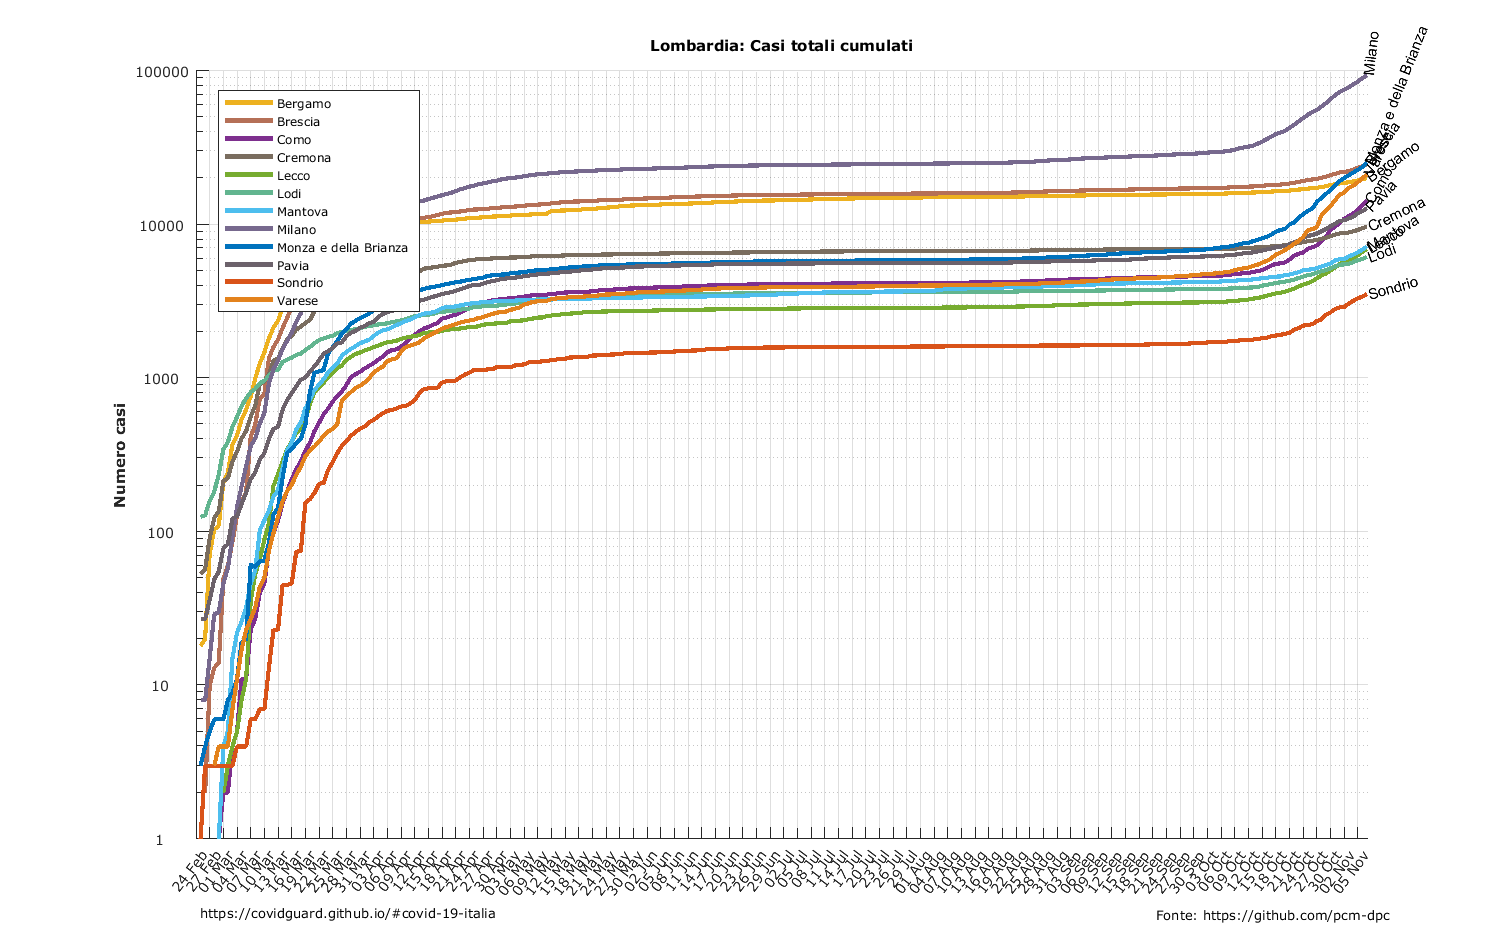 Lombardia: Casi totali cumulati
Numero casi
100000
10000
1000
100
10
1
Bergamo
Brescia
Como
Cremona
Lecco
Lodi
Mantova
Milano
Monza e della Brianza
Pavia
Sondrio
Varese
Milano
Monza e della Brianza
Brescia
Varese
Bergamo
Como
Pavia
Cremona
Mantova
Lecco
Lodi
Sondrio
24 Feb
27 Feb
01 Mar
04 Mar
07 Mar
10 Mar
13 Mar
16 Mar
19 Mar
22 Mar
25 Mar
28 Mar
31 Mar
03 Apr
06 Apr
09 Apr
12 Apr
15 Apr
18 Apr
21 Apr
24 Apr
27 Apr
30 Apr
03 May
06 May
09 May
12 May
15 May
18 May
21 May
24 May
27 May
30 May
02 Jun
05 Jun
08 Jun
11 Jun
14 Jun
17 Jun
20 Jun
23 Jun
26 Jun
29 Jun
02 Jul
05 Jul
08 Jul
11 Jul
14 Jul
17 Jul
20 Jul
23 Jul
26 Jul
29 Jul
01 Aug
04 Aug
07 Aug
10 Aug
13 Aug
16 Aug
19 Aug
22 Aug
25 Aug
28 Aug
31 Aug
03 Sep
06 Sep
09 Sep
12 Sep
15 Sep
18 Sep
21 Sep
24 Sep
27 Sep
30 Sep
03 Oct
06 Oct
09 Oct
12 Oct
15 Oct
18 Oct
21 Oct
24 Oct
27 Oct
30 Oct
02 Nov
05 Nov
https://covidguard.github.io/#covid-19-italia
Fonte: https://github.com/pcm-dpc